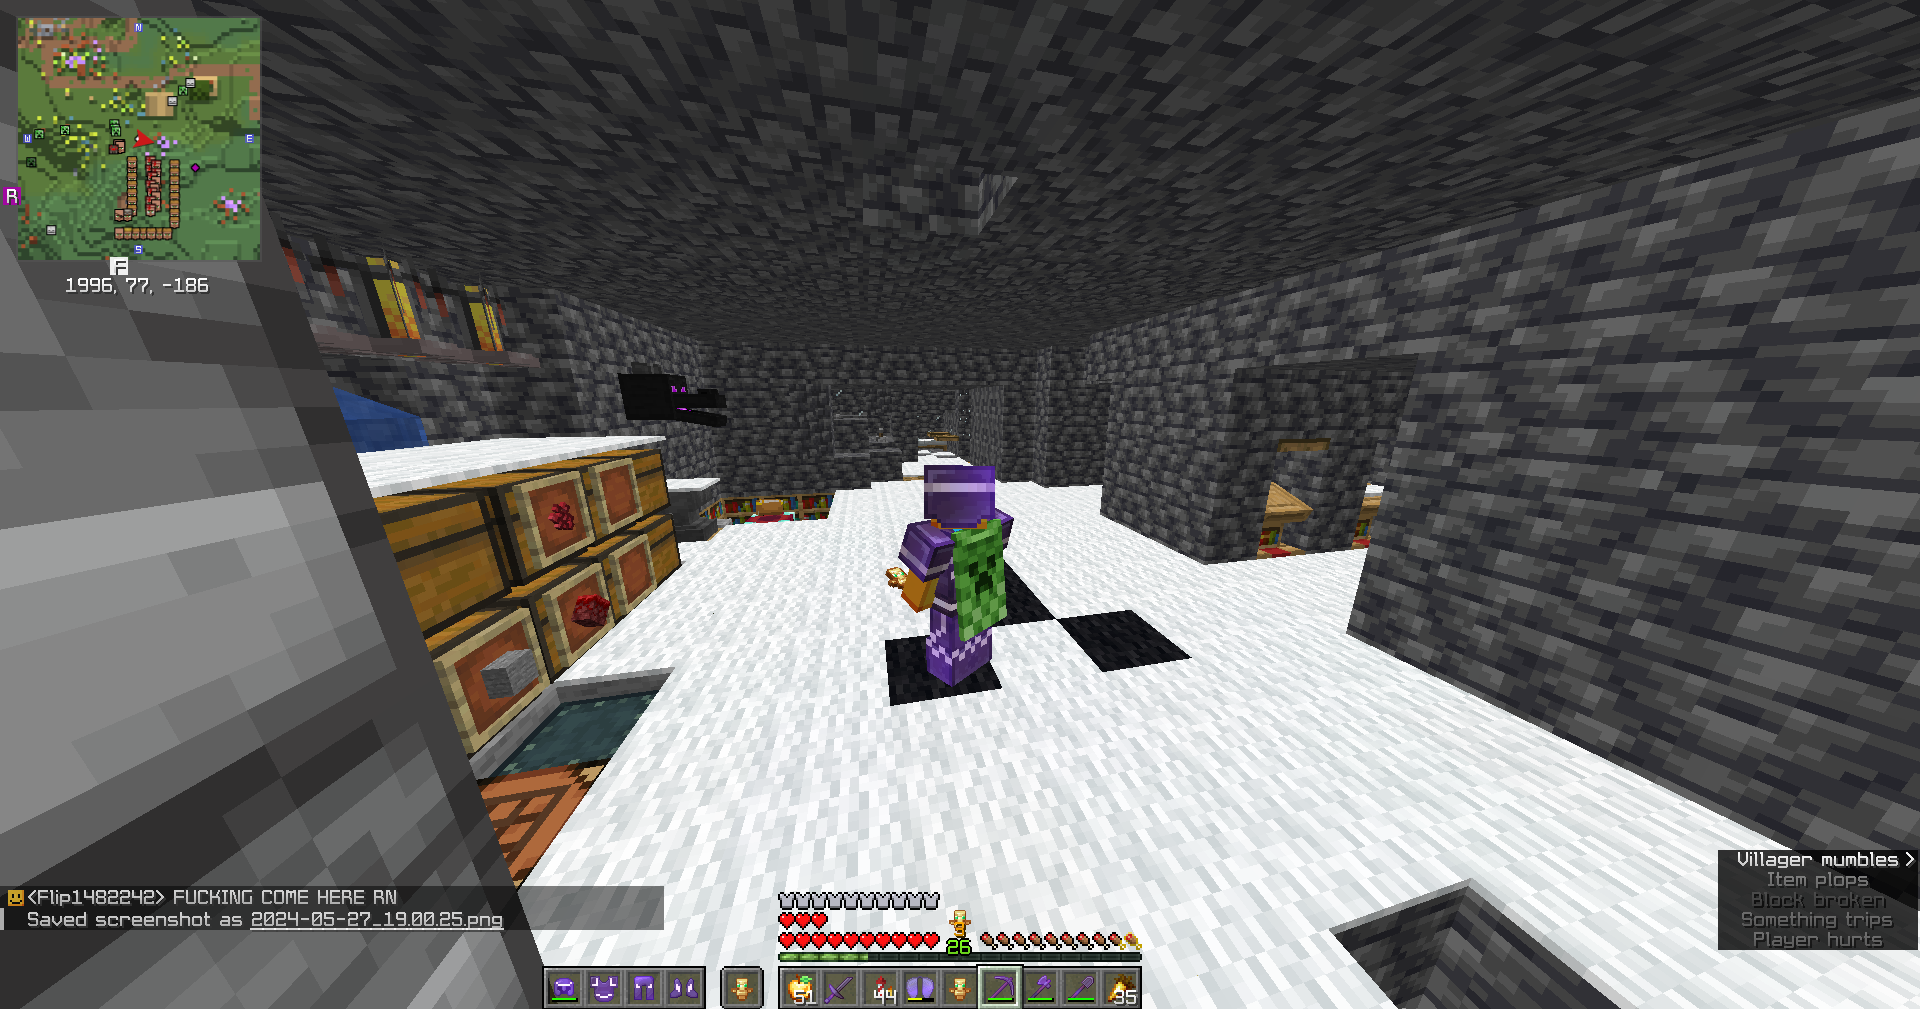 N
W
E
R
S
F
1996, 77, -186
<Flip1482242> FUCKING COME HERE RN
Saved screenshot as 2024-05-27_19.00.25.png
Villager mumbles >
Item plops
Block broken
Something trips
Player hurts
3
26
51
44
35